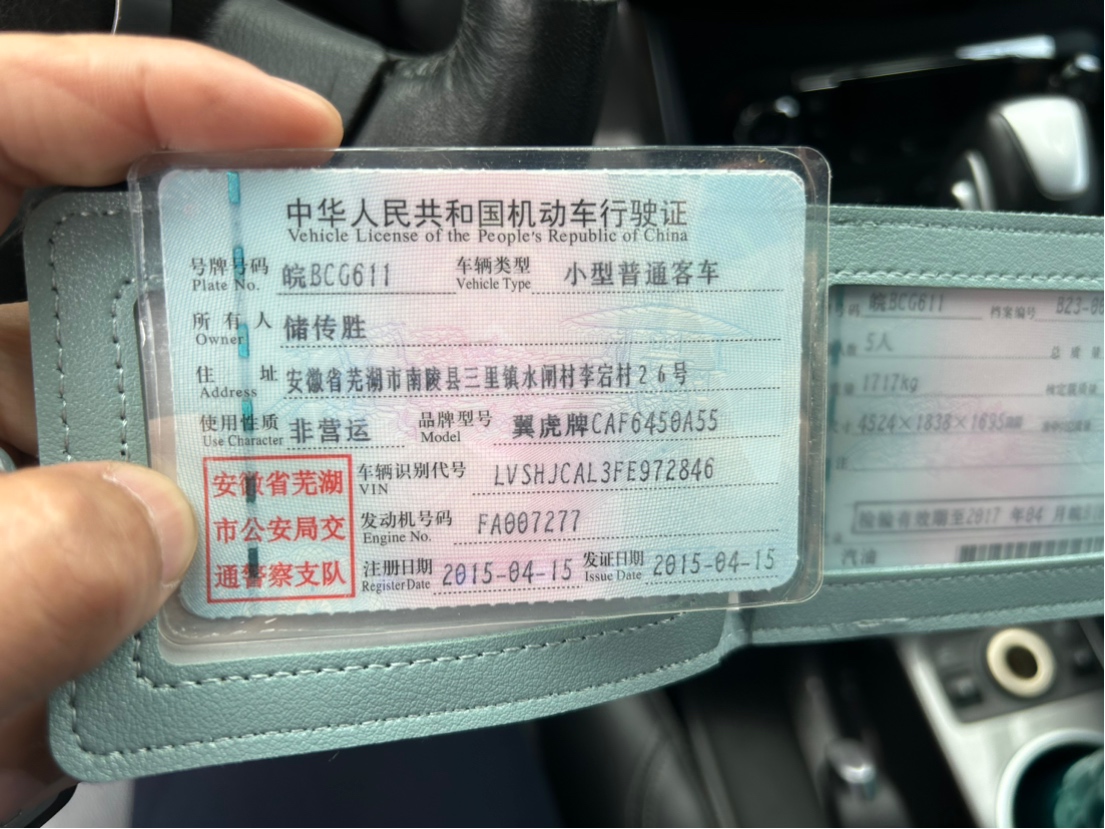 中华人民共和国机动车行驶证
Vehicle License of the People's Republic of China
号牌号码 皖BCG611 车辆类型 小型普通客车
Plate No. Vehicle Type
所有人 储传胜
Owner
住址 安徽省芜湖市南陵县三里镇水闸村李宕村26号
Address
使用性质 非营运 品牌型号 翼虎牌CAF6450A55
Use Character Model
安徽省芜湖
市公安局交
通警察支队
车辆识别代号 LVSHJCAL3FE972846
VIN
发动机号码 FA007277
Engine No.
注册日期 2015-04-15 发证日期 2015-04-15
Register Date Issue Date
皖BCG611 档案编号
5人
1717kg
4524×1838×1695
检验有效期至2017年04月
汽油